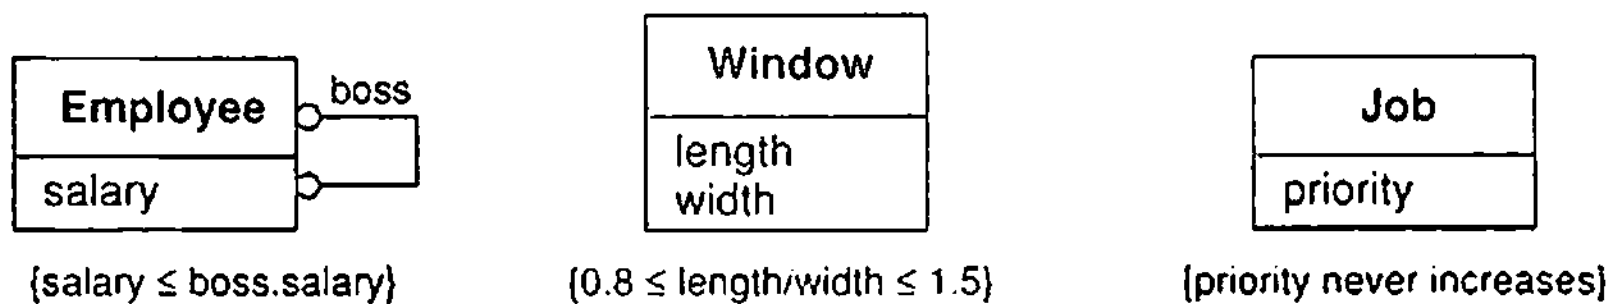 Employee
boss
salary
{salary ≤ boss.salary}
Window
length
width
{0.8 ≤ length/width ≤ 1.5}
Job
priority
{priority never increases}